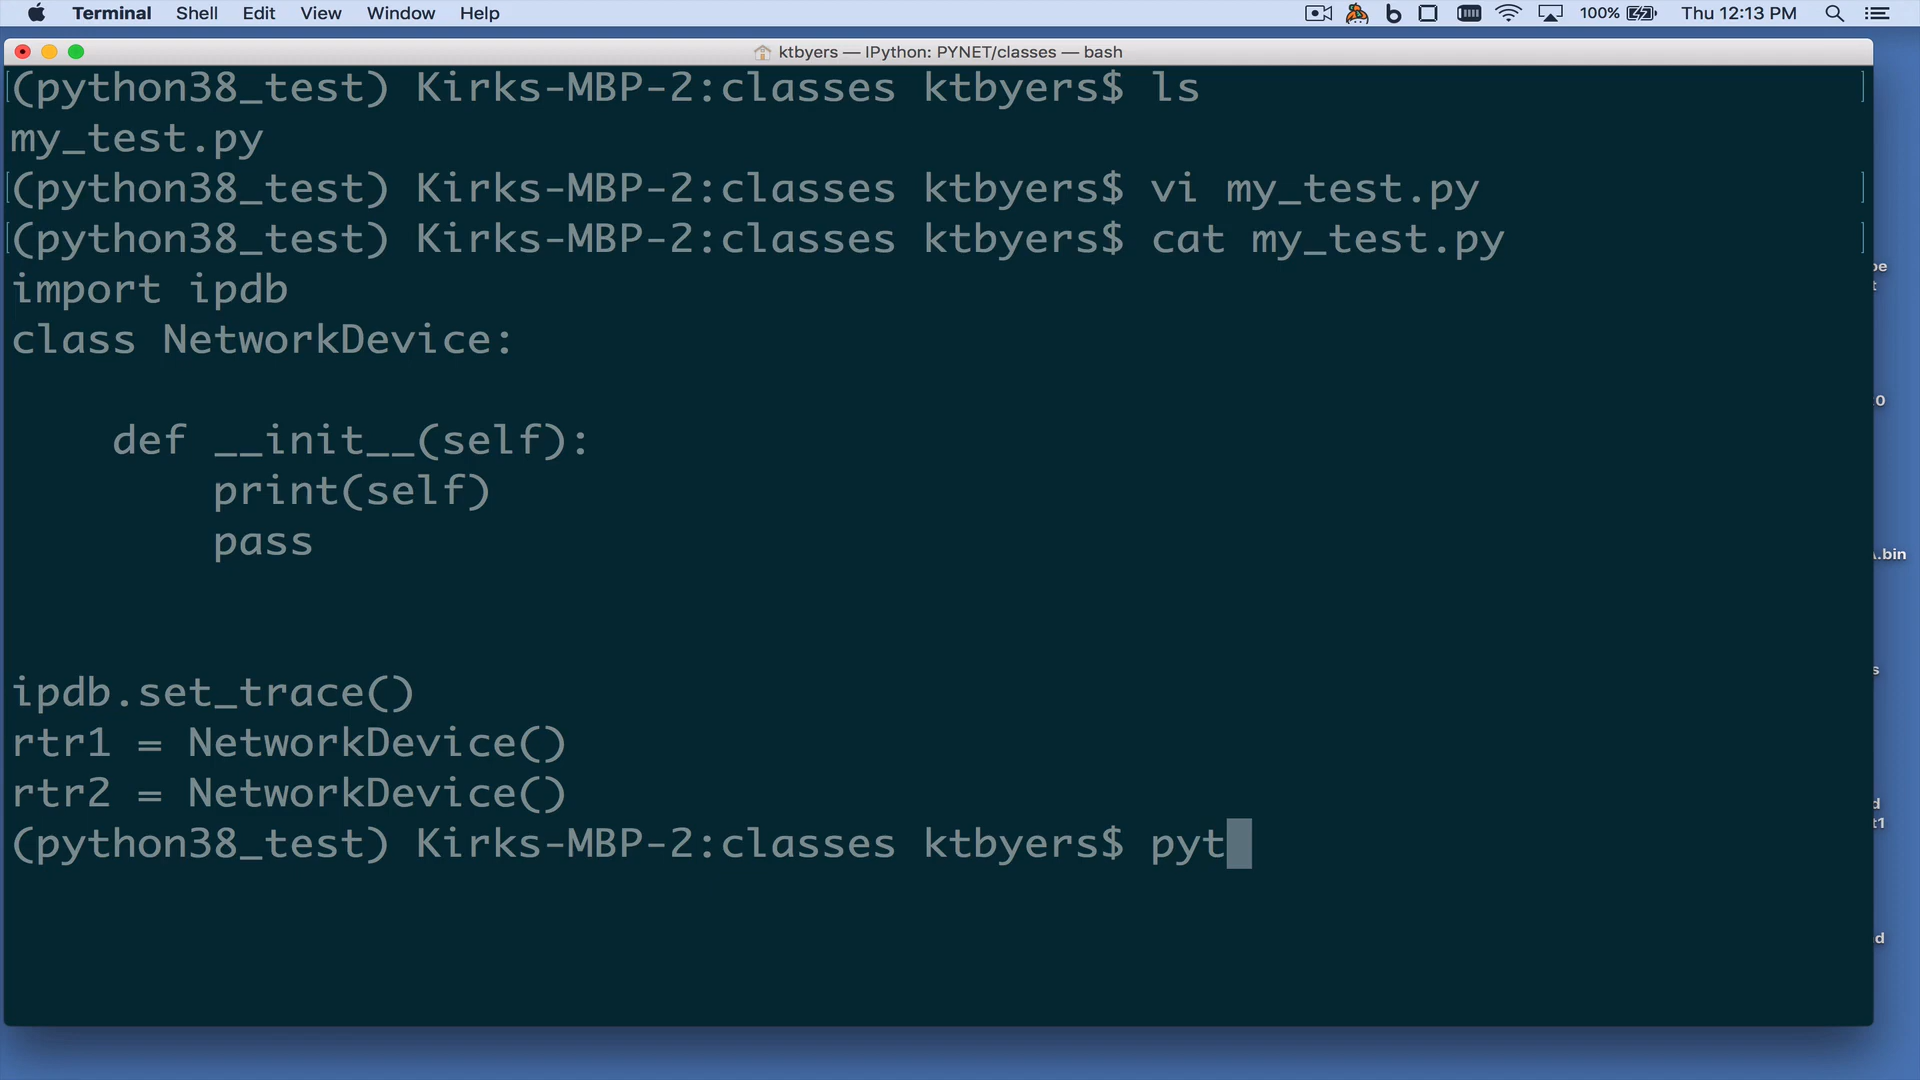 Terminal Shell Edit View Window Help 100% Thu 12:13 PM
ktbyers — IPython: PYNET/classes — bash
(python38_test) Kirks-MBP-2:classes ktbyers$ ls
my_test.py
(python38_test) Kirks-MBP-2:classes ktbyers$ vi my_test.py
(python38_test) Kirks-MBP-2:classes ktbyers$ cat my_test.py
import ipdb
class NetworkDevice:
    def __init__(self):
        print(self)
        pass
ipdb.set_trace()
rtr1 = NetworkDevice()
rtr2 = NetworkDevice()
(python38_test) Kirks-MBP-2:classes ktbyers$ pyt
.bin